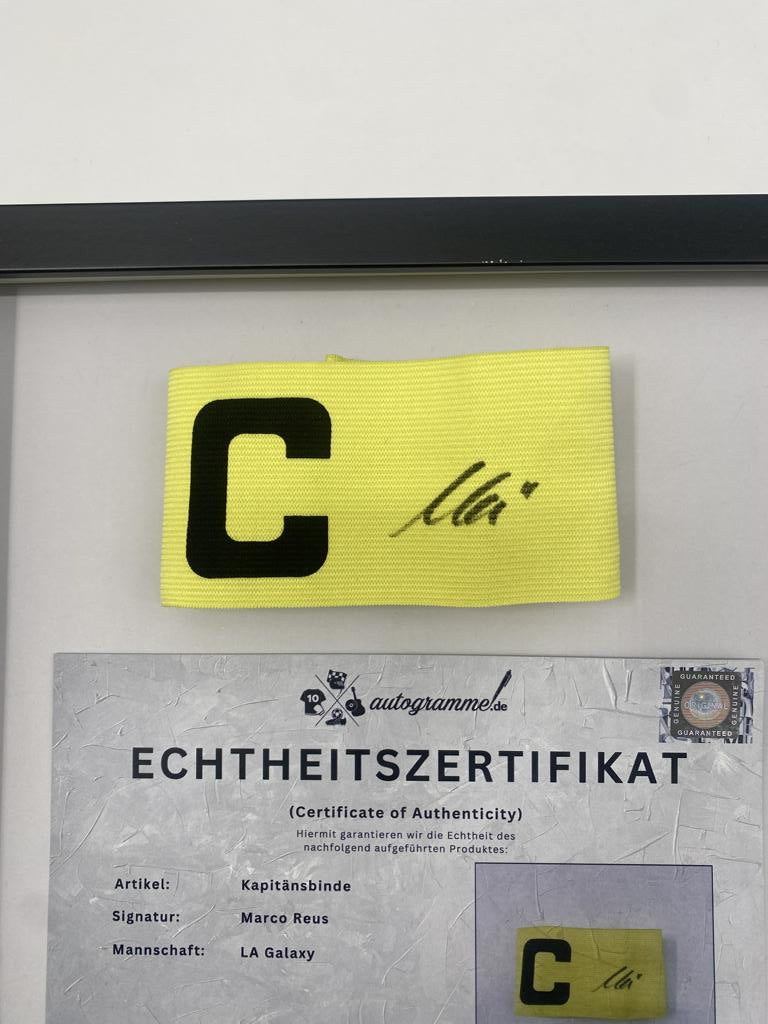 C
10
autogramme!.de
GUARANTEED
GENUINE
ORIGINAL
GENUINE
GUARANTEED
ECHTHEITSZERTIFIKAT
(Certificate of Authenticity)
Hiermit garantieren wir die Echtheit des
nachfolgend aufgeführten Produktes:
Artikel: Kapitänsbinde
Signatur: Marco Reus
Mannschaft: LA Galaxy
C